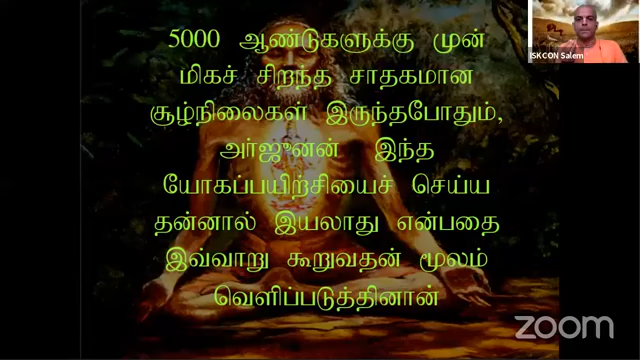 5000 ஆண்டுகளுக்கு முன்
மிகச் சிறந்த சாதகமான
சூழ்நிலைகள் இருந்தபோதும்,
அர்ஜுனன் இந்த
யோகப்பயிற்சியைச் செய்ய
தன்னால் இயலாது என்பதை
இவ்வாறு கூறுவதன் மூலம்
வெளிப்படுத்தினான்
ISKCON Salem
zoom